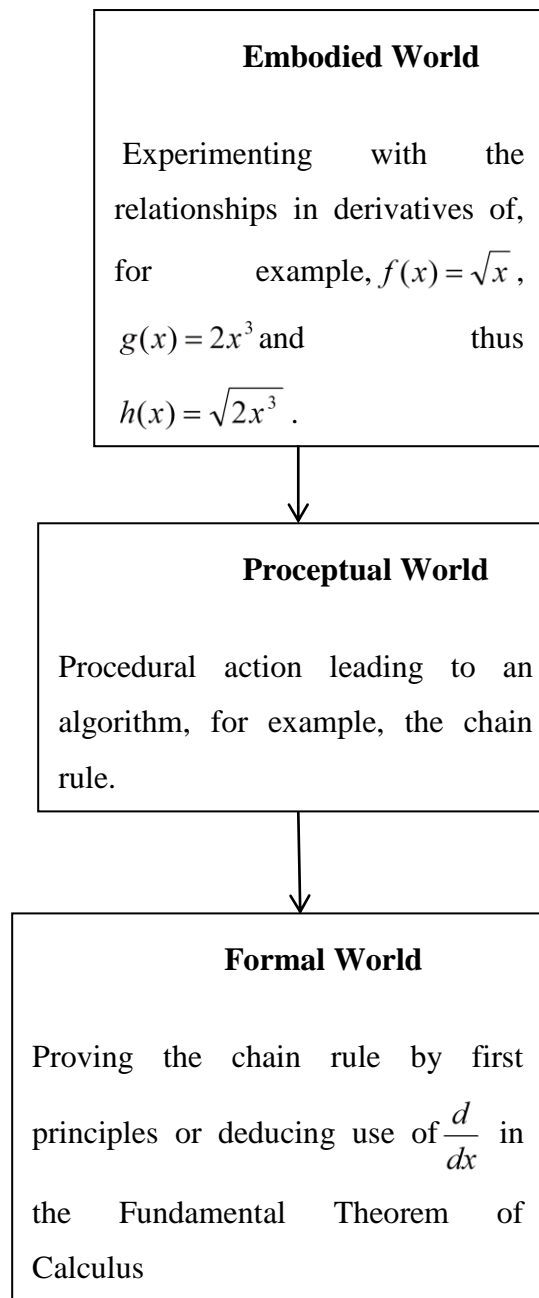 Embodied World
Experimenting with the
relationships in derivatives of,
for example, f(x) = √x ,
g(x) = 2x³ and thus
h(x) = √(2x³) .
Proceptual World
Procedural action leading to an
algorithm, for example, the chain
rule.
Formal World
Proving the chain rule by first
principles or deducing use of d/dx in
the Fundamental Theorem of
Calculus